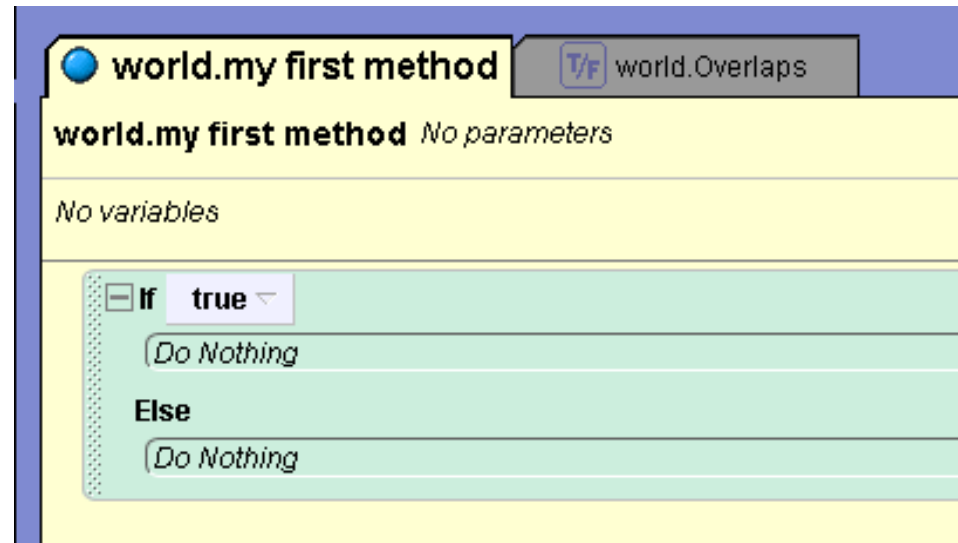 world.my first method T/F world.Overlaps
world.my first method No parameters
No variables
If true
Do Nothing
Else
Do Nothing